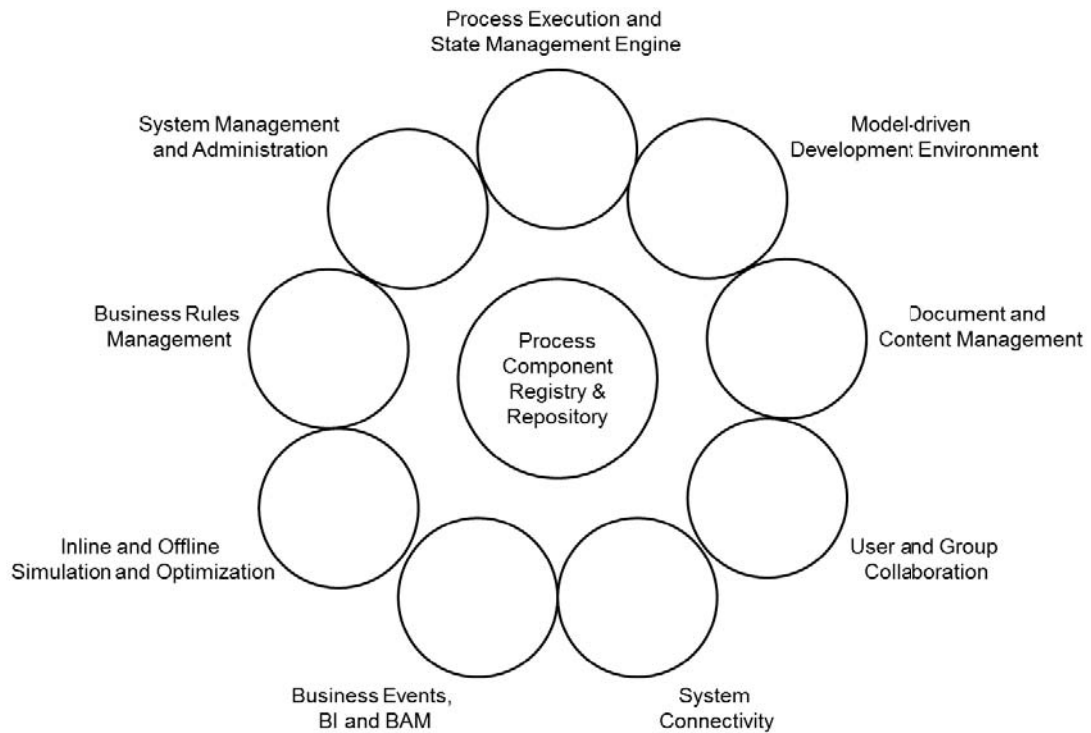 Process Execution and
State Management Engine
System Management
and Administration
Model-driven
Development Environment
Business Rules
Management
Process
Component
Registry &
Repository
Document and
Content Management
Inline and Offline
Simulation and Optimization
User and Group
Collaboration
Business Events,
BI and BAM
System
Connectivity